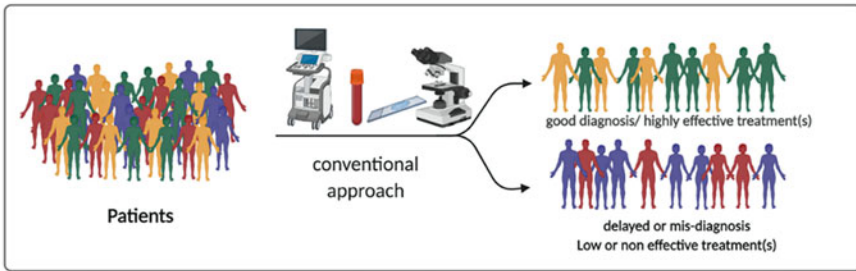 Patients
conventional
approach
good diagnosis/ highly effective treatment(s)
delayed or mis-diagnosis
Low or non effective treatment(s)